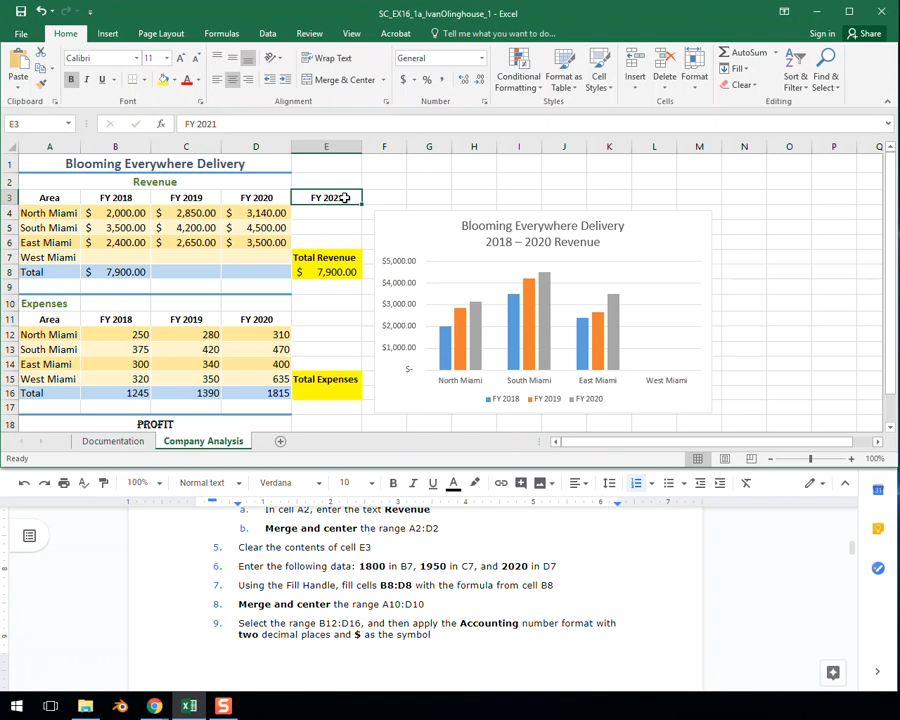 SC_EX16_1a_IvanOlinghouse_1 - Excel
File Home Insert Page Layout Formulas Data Review View Acrobat Tell me what you want to do... Sign in Share
Paste Calibri 11 A A Wrap Text General Conditional Formatting Format as Table Cell Styles Insert Delete Format AutoSum Fill Clear Sort & Filter Find & Select
B I U A Merge & Center $ % ,
Clipboard Font Alignment Number Styles Cells Editing
E3 fx FY 2021
A B C D E F G H I J K L M N O P Q
1 Blooming Everywhere Delivery
2 Revenue
3 Area FY 2018 FY 2019 FY 2020
4 North Miami $ 2,000.00 $ 2,850.00 $ 3,140.00
5 South Miami $ 3,500.00 $ 4,200.00 $ 4,500.00
6 East Miami $ 2,400.00 $ 2,650.00 $ 3,500.00
7 West Miami Total Revenue
8 Total $ 7,900.00 $ 7,900.00
9
10 Expenses
11 Area FY 2018 FY 2019 FY 2020
12 North Miami 250 280 310
13 South Miami 375 420 470
14 East Miami 300 340 400
15 West Miami 320 350 635 Total Expenses
16 Total 1245 1390 1815
17
18 PROFIT
Blooming Everywhere Delivery
2018 – 2020 Revenue
$5,000.00
$4,000.00
$3,000.00
$2,000.00
$1,000.00
$-
North Miami South Miami East Miami West Miami
FY 2018 FY 2019 FY 2020
Documentation Company Analysis
Ready 100%
100% Normal text Verdana 10 B I U A
1 1 2 3 4 5 6 7
a. In cell A2, enter the text Revenue
b. Merge and center the range A2:D2
5. Clear the contents of cell E3
6. Enter the following data: 1800 in B7, 1950 in C7, and 2020 in D7
7. Using the Fill Handle, fill cells B8:D8 with the formula from cell B8
8. Merge and center the range A10:D10
9. Select the range B12:D16, and then apply the Accounting number format with
two decimal places and $ as the symbol